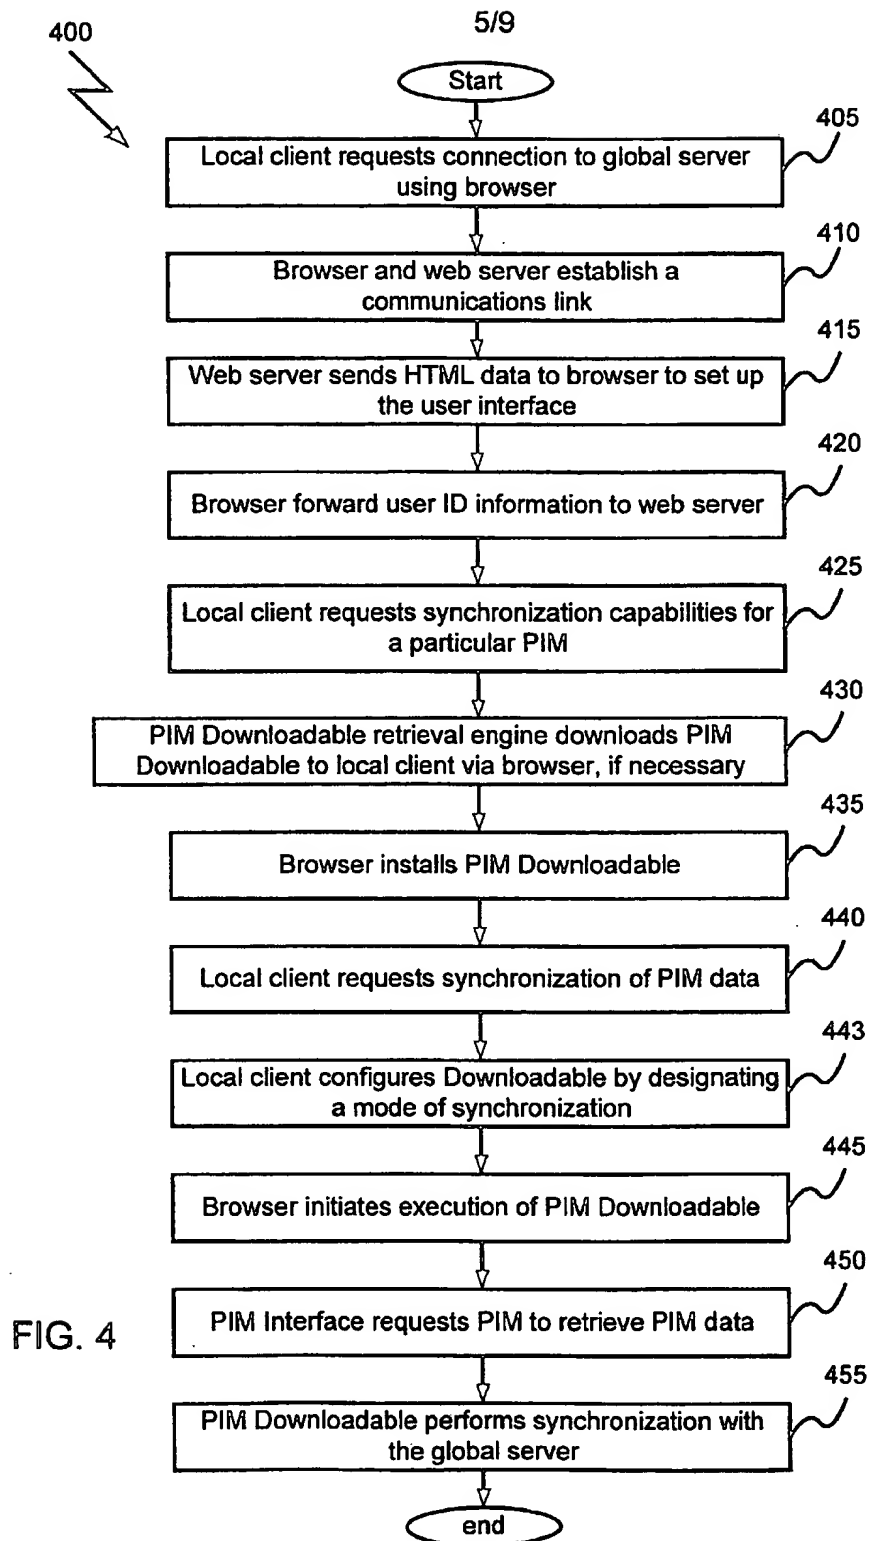 400
5/9
Start
405
Local client requests connection to global server
using browser
410
Browser and web server establish a
communications link
415
Web server sends HTML data to browser to set up
the user interface
420
Browser forward user ID information to web server
425
Local client requests synchronization capabilities for
a particular PIM
430
PIM Downloadable retrieval engine downloads PIM
Downloadable to local client via browser, if necessary
435
Browser installs PIM Downloadable
440
Local client requests synchronization of PIM data
443
Local client configures Downloadable by designating
a mode of synchronization
445
Browser initiates execution of PIM Downloadable
450
PIM Interface requests PIM to retrieve PIM data
FIG. 4
455
PIM Downloadable performs synchronization with
the global server
end